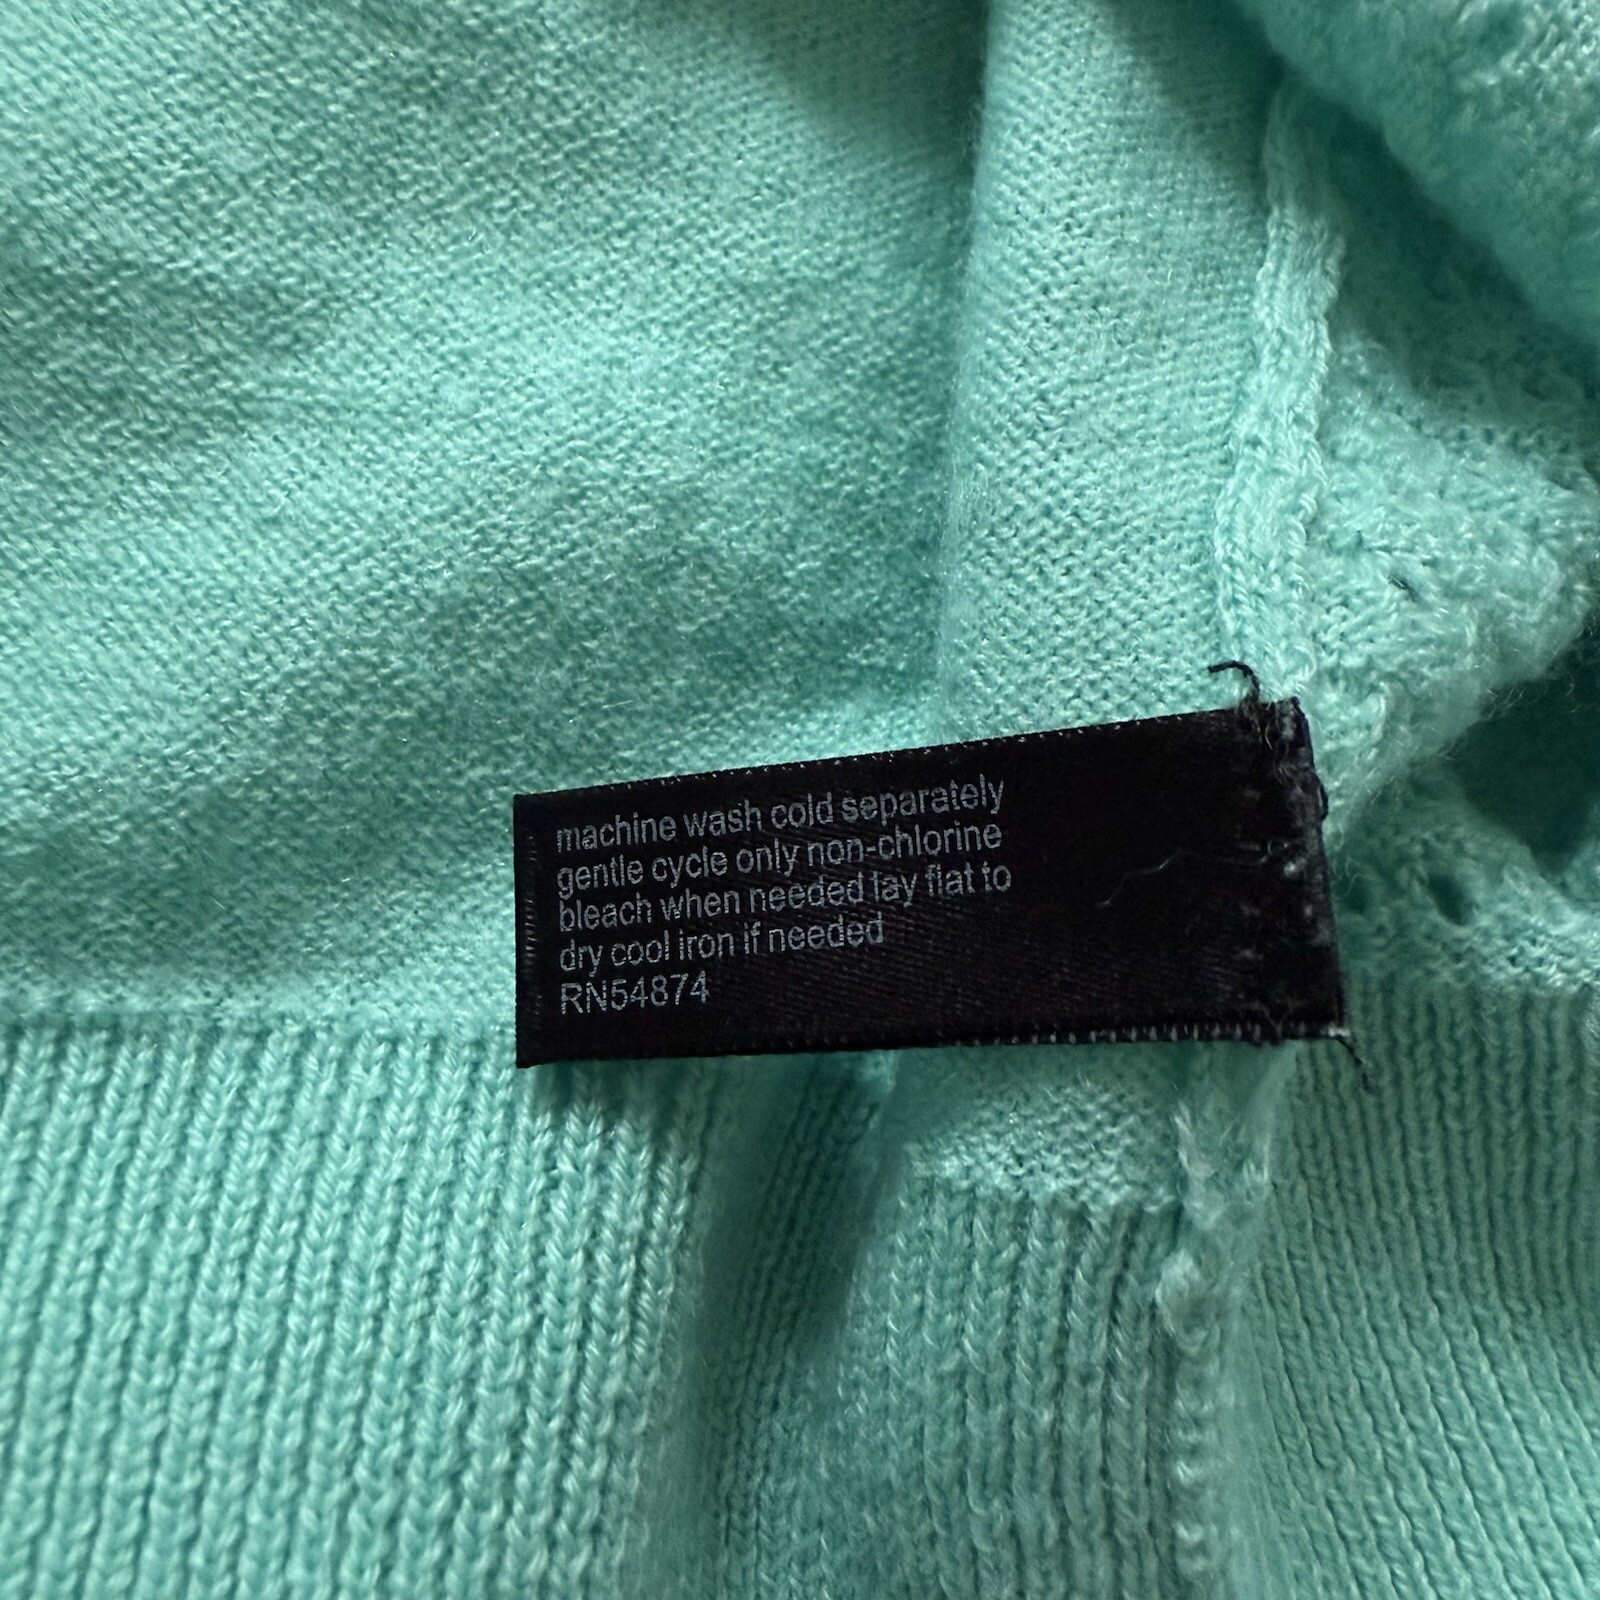 machine wash cold separately
gentle cycle only non-chlorine
bleach when needed lay flat to
dry cool iron if needed
RN54874